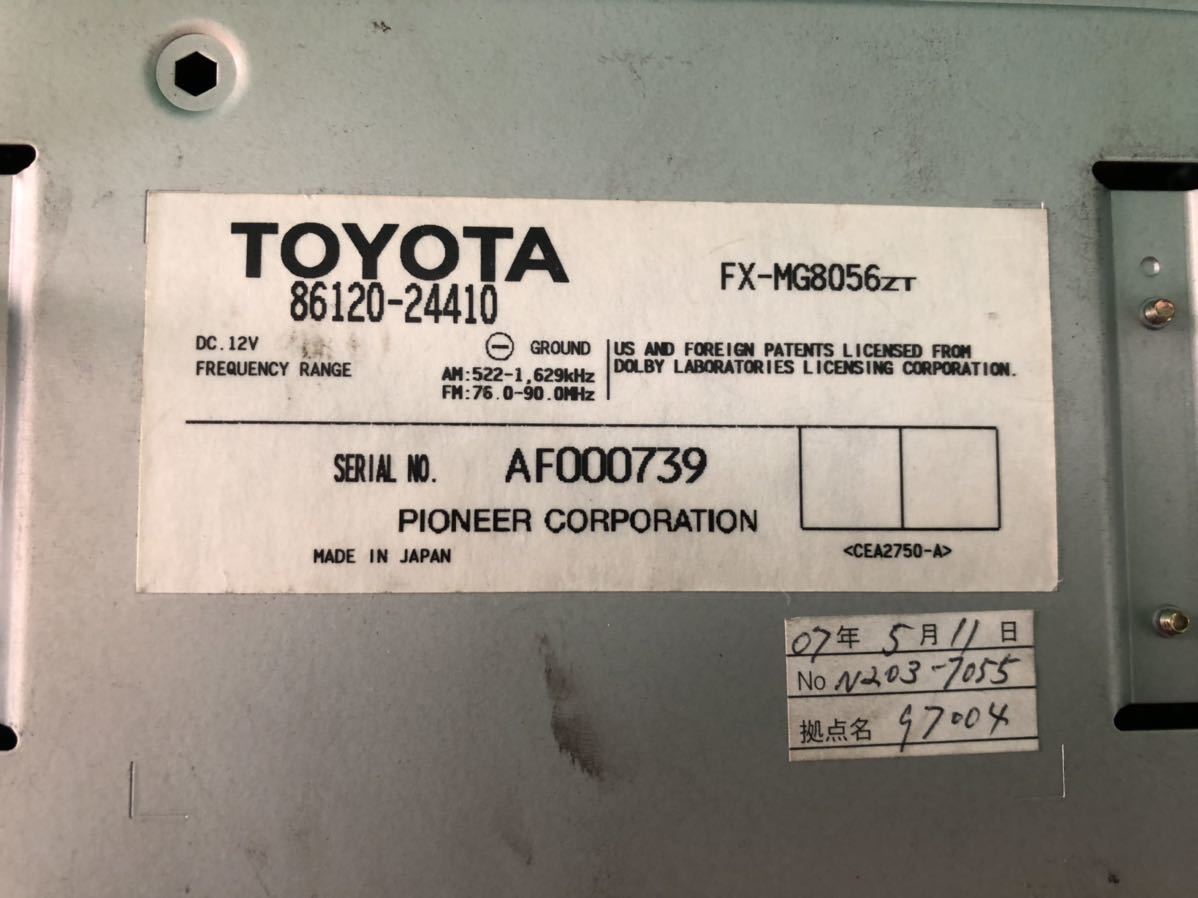 TOYOTA
86120-24410
FX-MG8056ZT
DC.12V
⊖ GROUND
FREQUENCY RANGE
AM:522-1,629kHz
FM:76.0-90.0MHz
US AND FOREIGN PATENTS LICENSED FROM
DOLBY LABORATORIES LICENSING CORPORATION.
SERIAL NO. AF000739
PIONEER CORPORATION
MADE IN JAPAN
<CEA2750-A>
07年 5月11日
No N203-7055
拠点名 97004